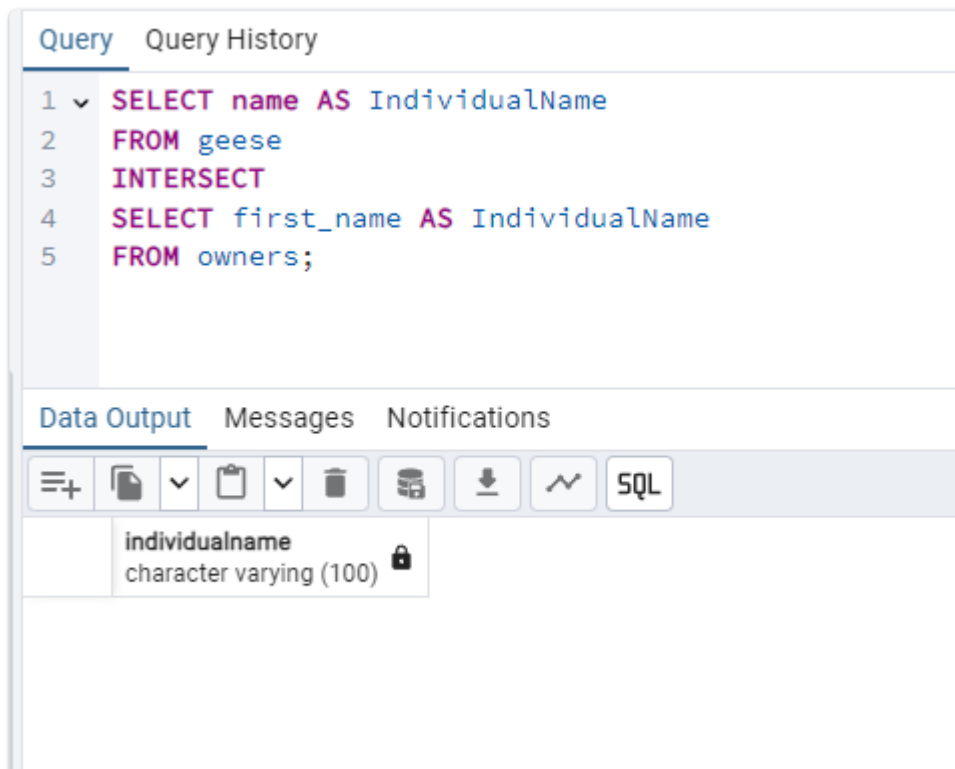 Query Query History
1 SELECT name AS IndividualName
2 FROM geese
3 INTERSECT
4 SELECT first_name AS IndividualName
5 FROM owners;
Data Output Messages Notifications
SQL
individualname
character varying (100)